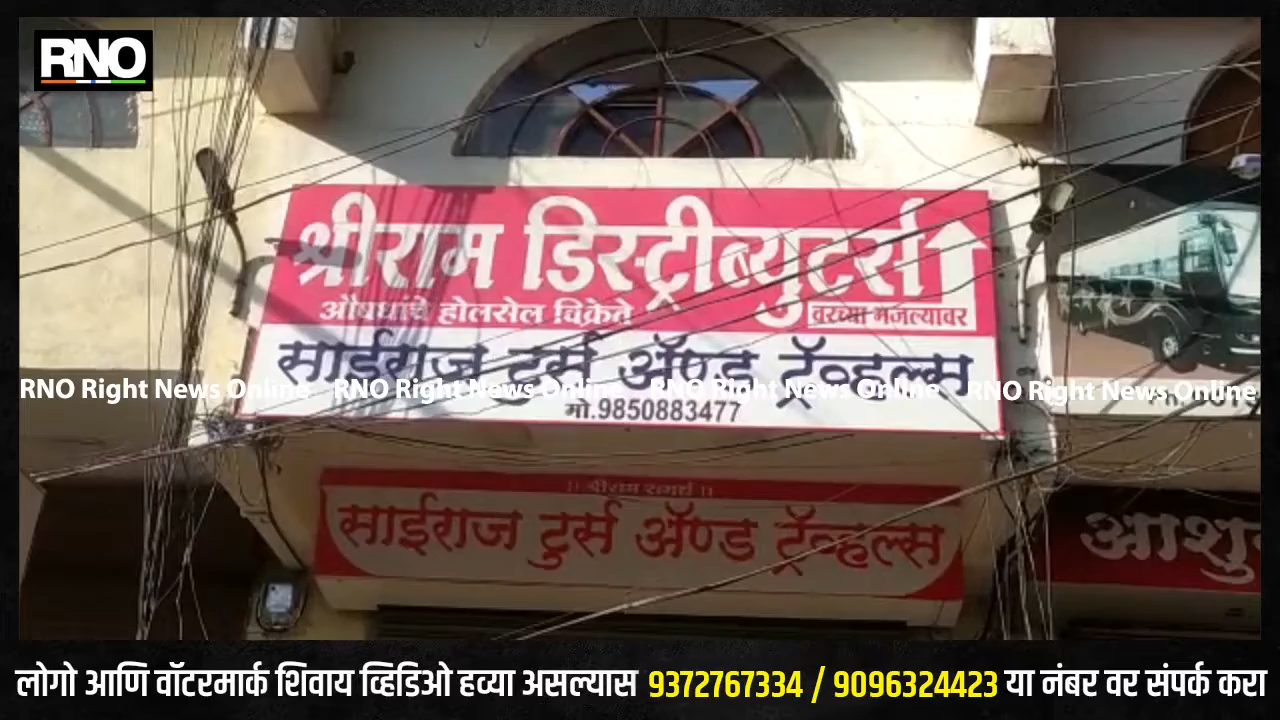 RNO
श्रीराम डिस्ट्रीब्युटर्स
औषधांचे होलसेल विक्रेते वरच्या मजल्यावर
साईराज टुर्स ॲण्ड ट्रॅव्हल्स
RNO Right News Online RNO Right News Online RNO Right News Online RNO Right News Online
मो.9850883477
।। श्रीराम समर्थ ।।
साईराज टुर्स ॲण्ड ट्रॅव्हल्स
लोगो आणि वॉटरमार्क शिवाय व्हिडिओ हव्या असल्यास 9372767334 / 9096324423 या नंबर वर संपर्क करा